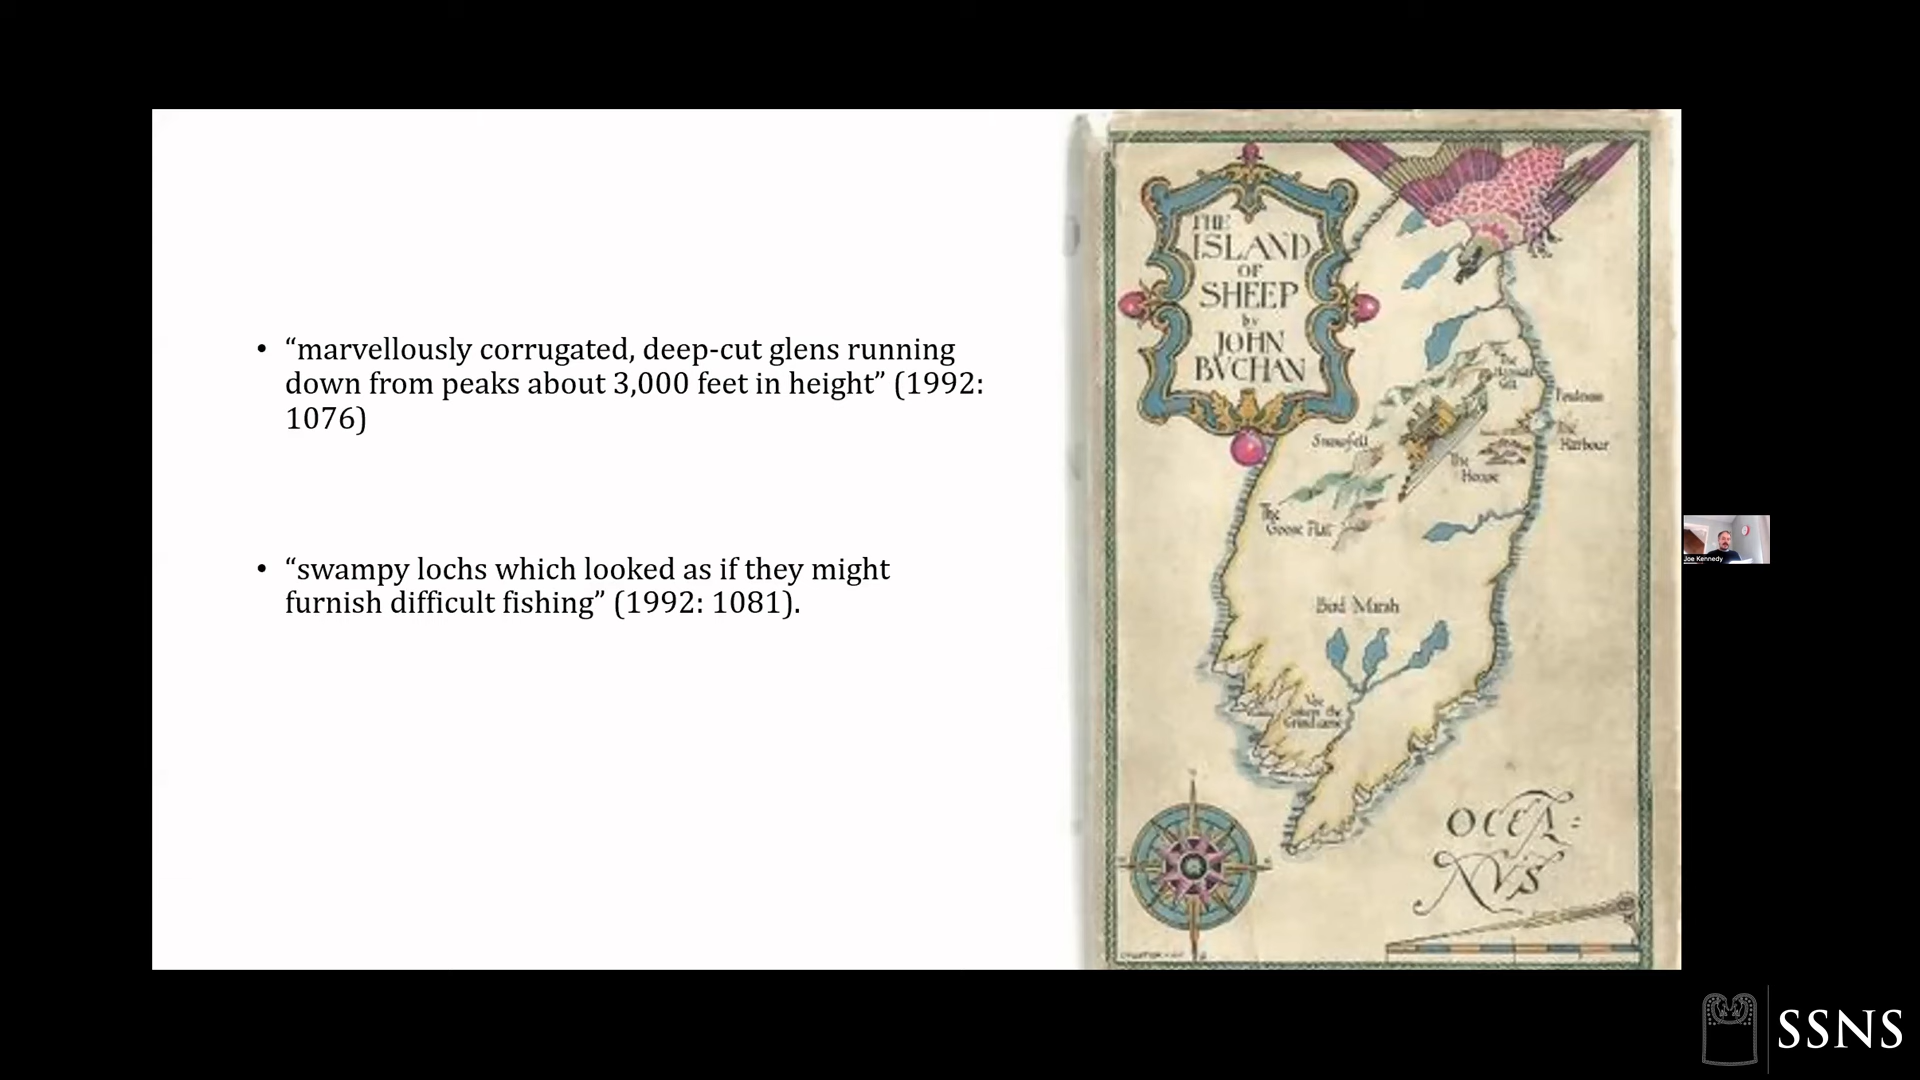 • “marvellously corrugated, deep-cut glens running
down from peaks about 3,000 feet in height” (1992:
1076)
• “swampy lochs which looked as if they might
furnish difficult fishing” (1992: 1081).
THE
ISLAND
OF
SHEEP
by
JOHN
BVCHAN
The
Snowfell
The
Harbour
The
House
The
Goose Flat
Bird Marsh
OCEA=
NVS
Joe Kennedy
SSNS